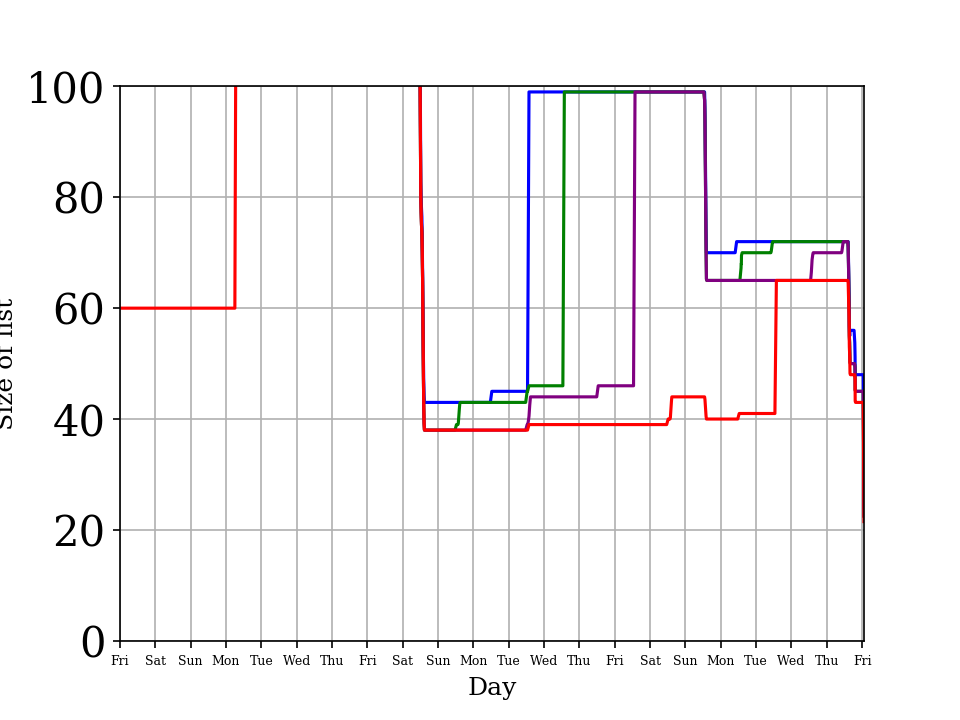 100
80
60
40
20
0
Size of list
Fri Sat Sun Mon Tue Wed Thu Fri Sat Sun Mon Tue Wed Thu Fri Sat Sun Mon Tue Wed Thu Fri
Day